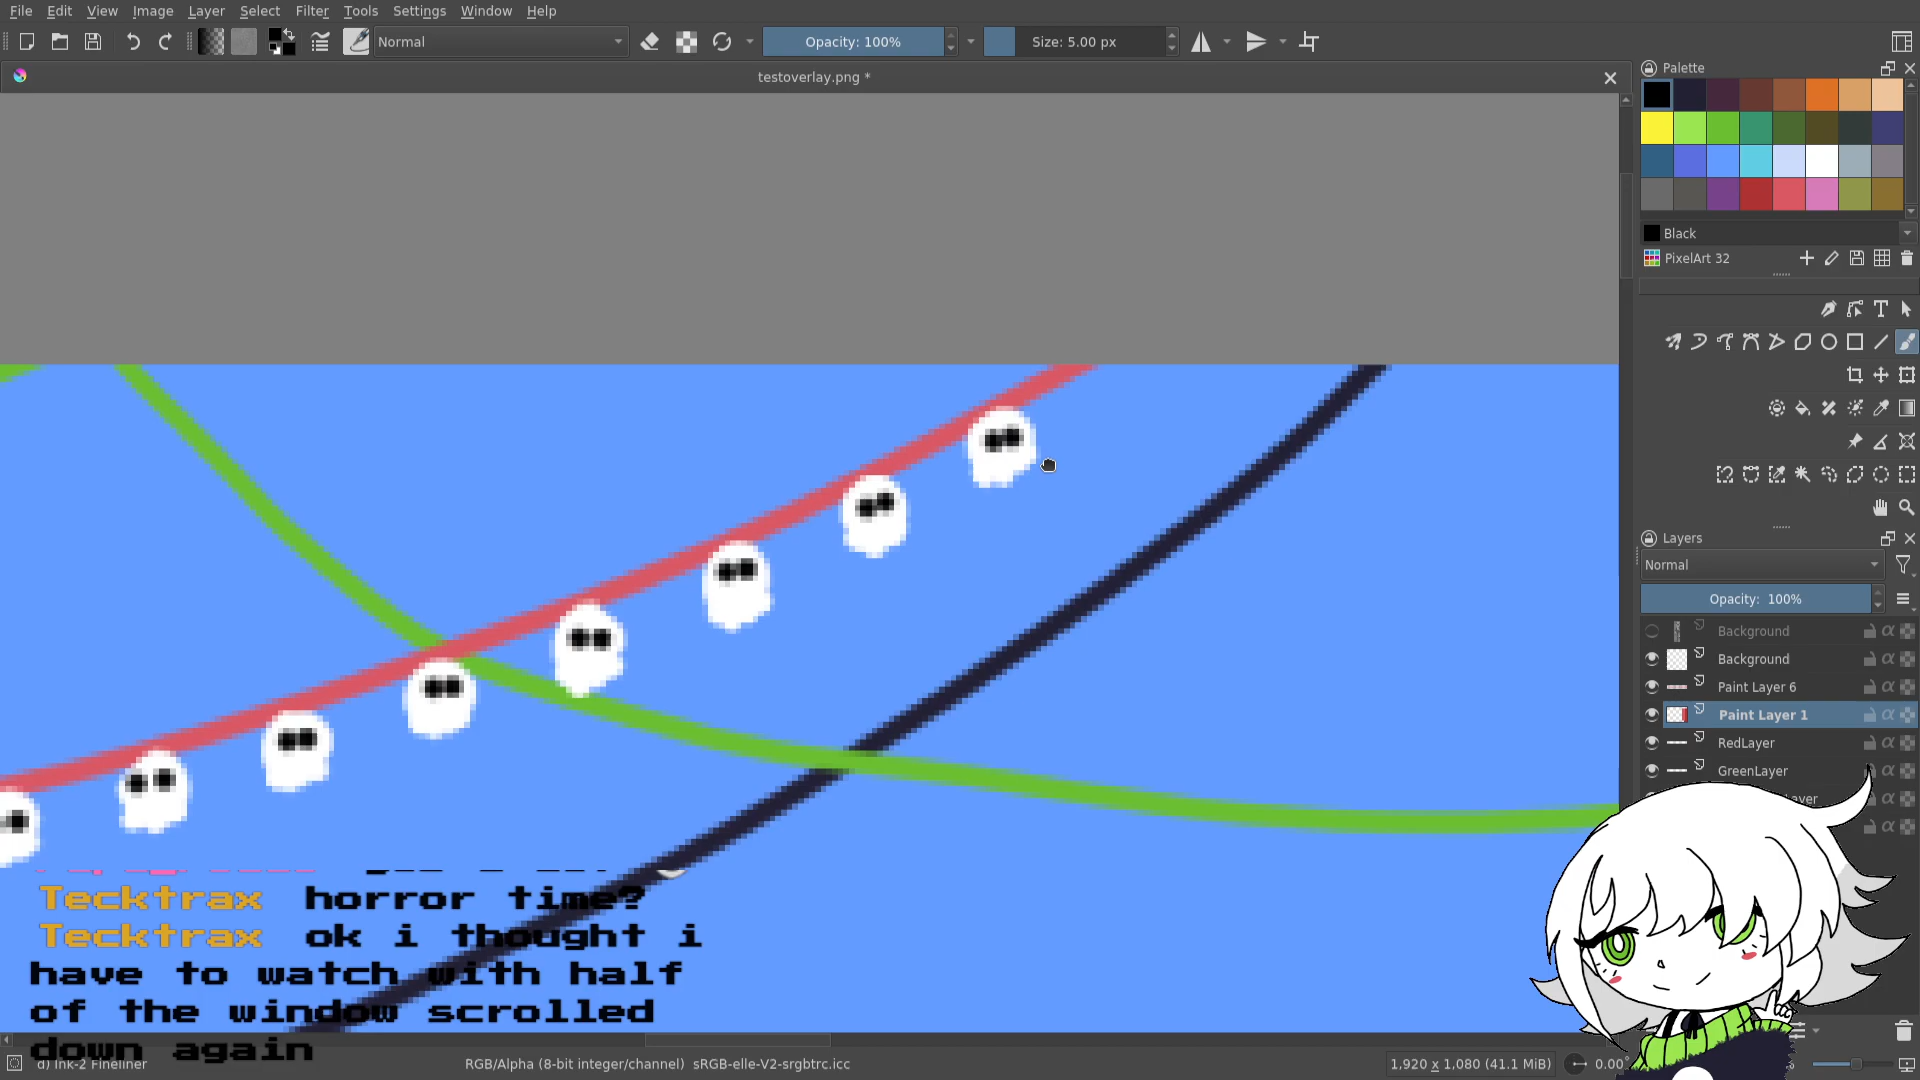 File Edit View Image Layer Select Filter Tools Settings Window Help
Normal Opacity: 100% Size: 5.00 px
testoverlay.png *
Palette
Black
PixelArt 32
Layers
Normal
Opacity: 100%
Background
Background
Paint Layer 6
Paint Layer 1
RedLayer
GreenLayer
Tecktrax horror time?
Tecktrax ok i thought i
have to watch with half
of the window scrolled
down again
d) Ink-2 Fineliner RGB/Alpha (8-bit integer/channel) sRGB-elle-V2-srgbtrc.icc 1,920 x 1,080 (41.1 MiB) 0.00°